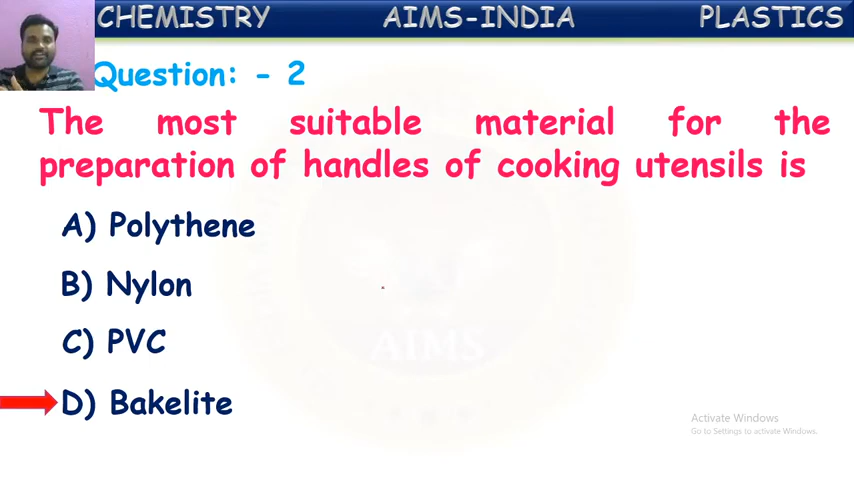 CHEMISTRY AIMS-INDIA PLASTICS
Question: - 2
The most suitable material for the
preparation of handles of cooking utensils is
A) Polythene
B) Nylon
C) PVC
D) Bakelite
AIMS
Activate Windows
Go to Settings to activate Windows.